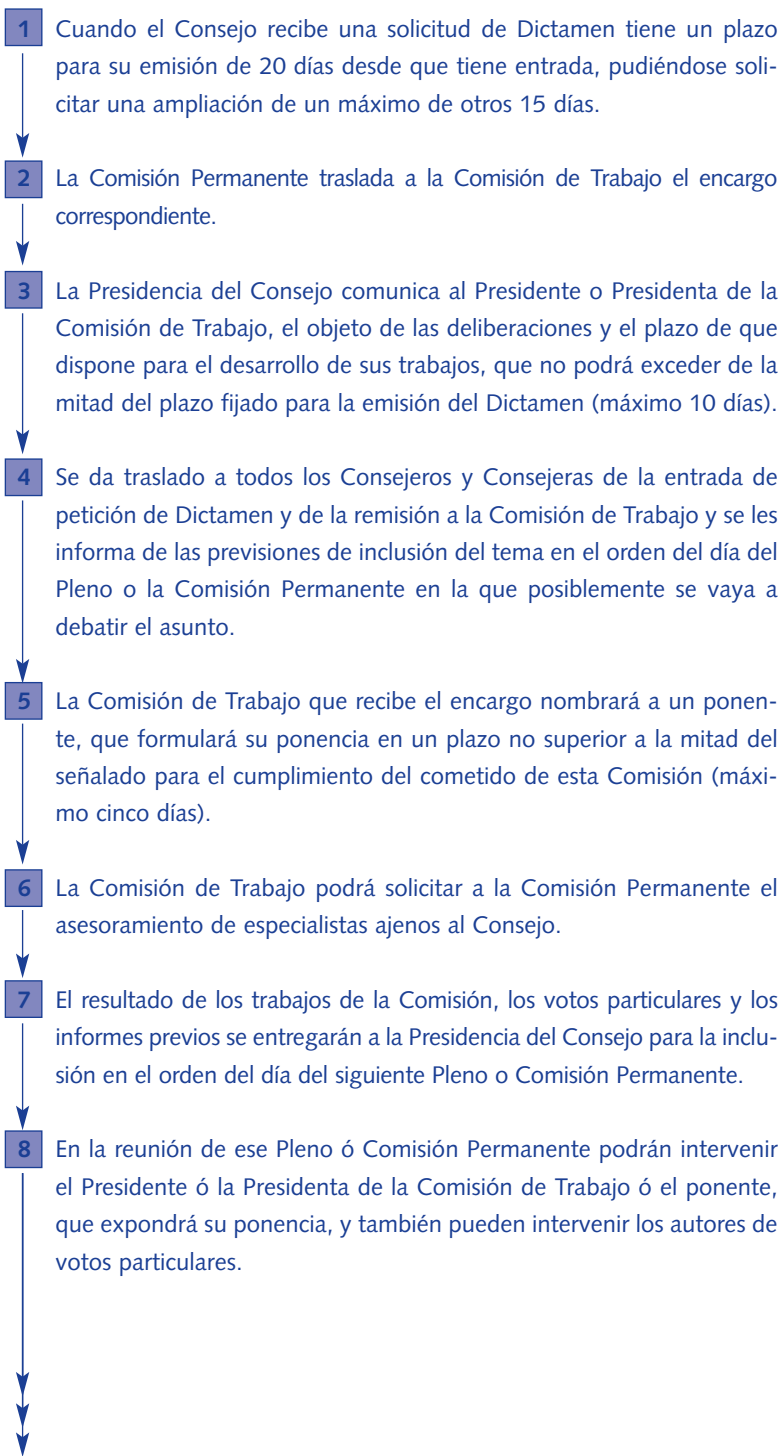 1 Cuando el Consejo recibe una solicitud de Dictamen tiene un plazo
para su emisión de 20 días desde que tiene entrada, pudiéndose soli-
citar una ampliación de un máximo de otros 15 días.
2 La Comisión Permanente traslada a la Comisión de Trabajo el encargo
correspondiente.
3 La Presidencia del Consejo comunica al Presidente o Presidenta de la
Comisión de Trabajo, el objeto de las deliberaciones y el plazo de que
dispone para el desarrollo de sus trabajos, que no podrá exceder de la
mitad del plazo fijado para la emisión del Dictamen (máximo 10 días).
4 Se da traslado a todos los Consejeros y Consejeras de la entrada de
petición de Dictamen y de la remisión a la Comisión de Trabajo y se les
informa de las previsiones de inclusión del tema en el orden del día del
Pleno o la Comisión Permanente en la que posiblemente se vaya a
debatir el asunto.
5 La Comisión de Trabajo que recibe el encargo nombrará a un ponen-
te, que formulará su ponencia en un plazo no superior a la mitad del
señalado para el cumplimiento del cometido de esta Comisión (máxi-
mo cinco días).
6 La Comisión de Trabajo podrá solicitar a la Comisión Permanente el
asesoramiento de especialistas ajenos al Consejo.
7 El resultado de los trabajos de la Comisión, los votos particulares y los
informes previos se entregarán a la Presidencia del Consejo para la inclu-
sión en el orden del día del siguiente Pleno o Comisión Permanente.
8 En la reunión de ese Pleno ó Comisión Permanente podrán intervenir
el Presidente ó la Presidenta de la Comisión de Trabajo ó el ponente,
que expondrá su ponencia, y también pueden intervenir los autores de
votos particulares.